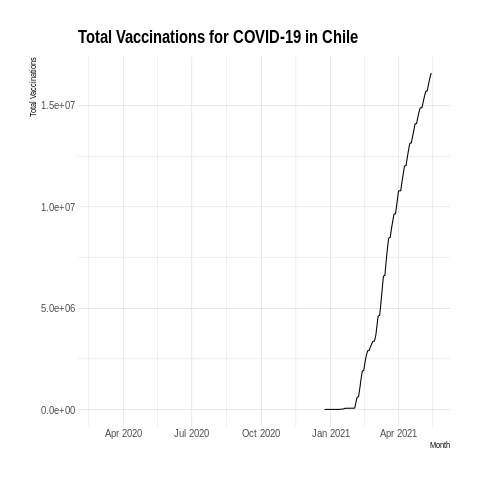 Total Vaccinations for COVID-19 in Chile
Total Vaccinations
1.5e+07
1.0e+07
5.0e+06
0.0e+00
Apr 2020 Jul 2020 Oct 2020 Jan 2021 Apr 2021
Month